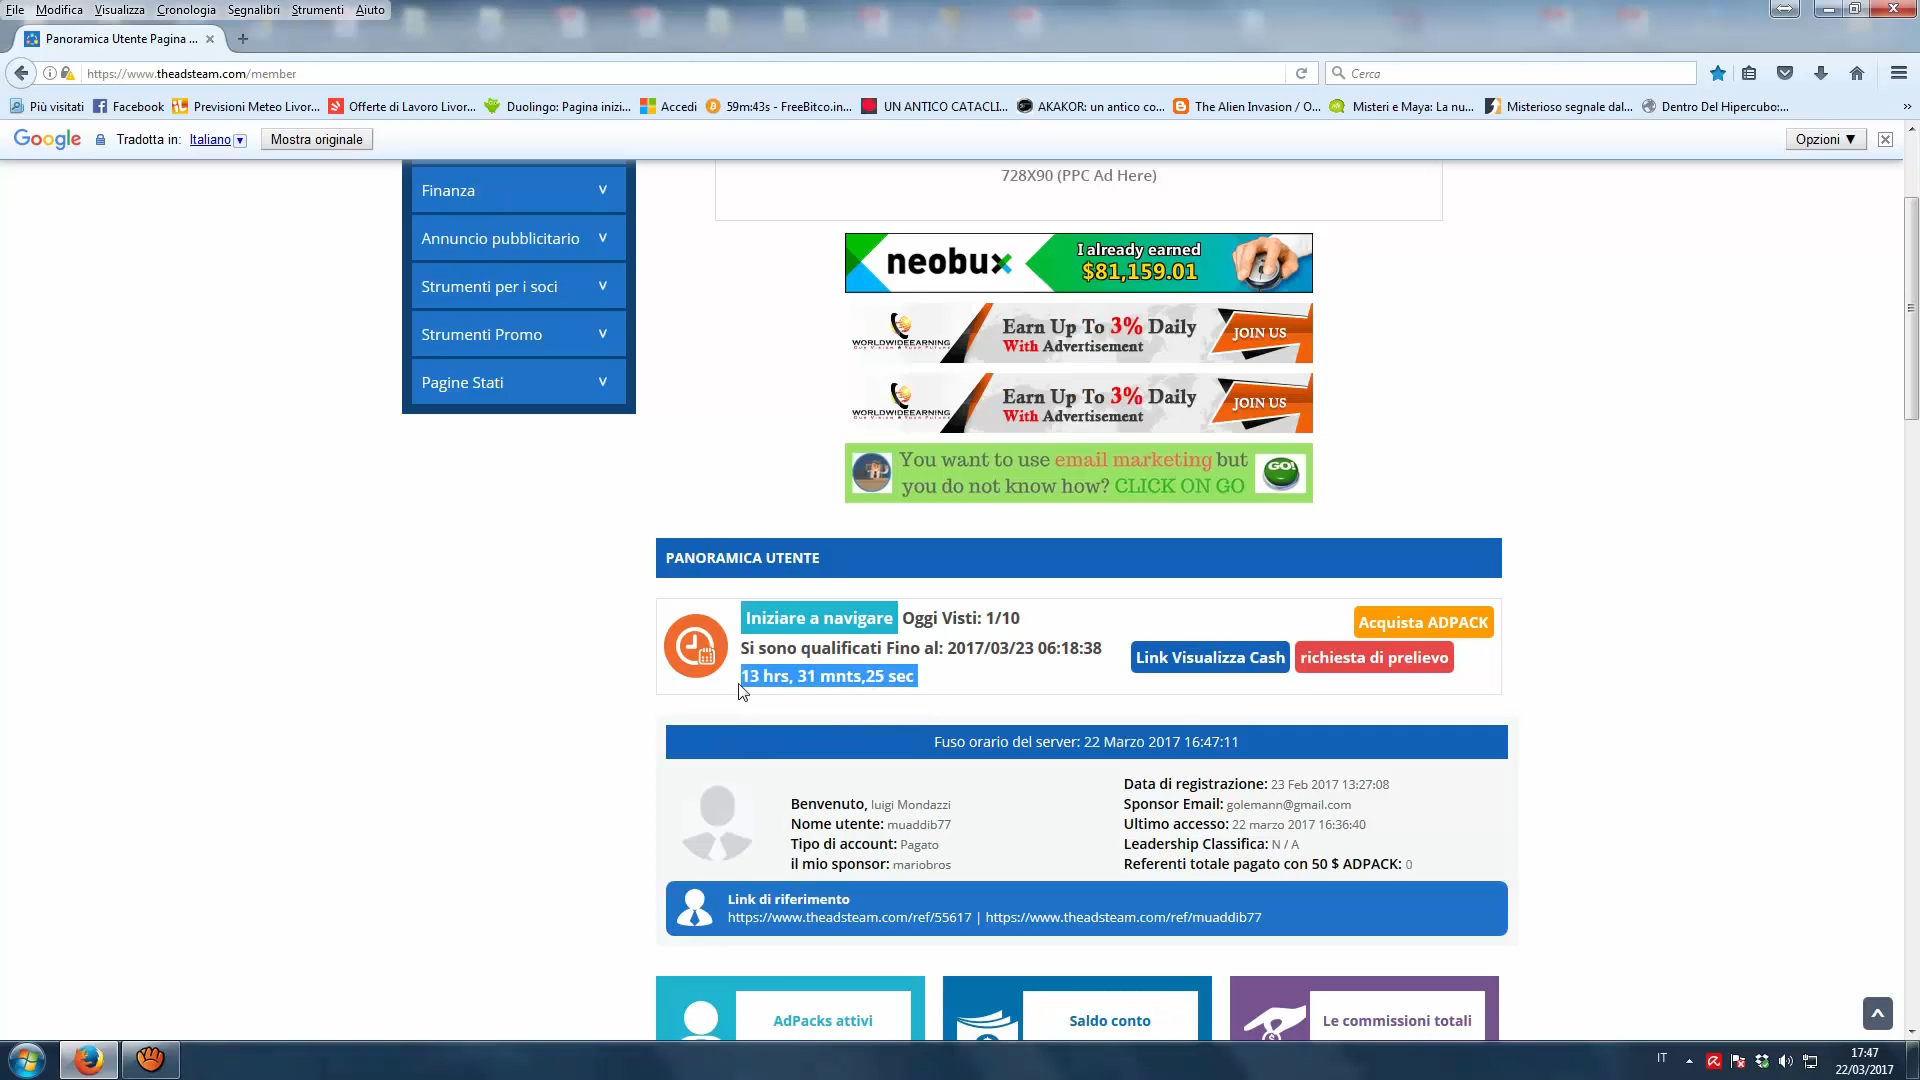 File Modifica Visualizza Cronologia Segnalibri Strumenti Aiuto
Panoramica Utente Pagina ...
https://www.theadsteam.com/member
Cerca
Più visitati Facebook Previsioni Meteo Livor... Offerte di Lavoro Livor... Duolingo: Pagina inizi... Accedi 59m:43s - FreeBitco.in... UN ANTICO CATACLI... AKAKOR: un antico co... The Alien Invasion / O... Misteri e Maya: La nu... Misterioso segnale dal... Dentro Del Hipercubo:...
Google Tradotta in: Italiano Mostra originale Opzioni ▼
728X90 (PPC Ad Here)
Finanza
Annuncio pubblicitario
Strumenti per i soci
Strumenti Promo
Pagine Stati
neobux I already earned
$81,159.01
WORLDWIDEEARNING
Earn Up To 3% Daily
With Advertisement
JOIN US
WORLDWIDEEARNING
Earn Up To 3% Daily
With Advertisement
JOIN US
You want to use email marketing but
you do not know how? CLICK ON GO
GO!
PANORAMICA UTENTE
Iniziare a navigare Oggi Visti: 1/10
Acquista ADPACK
Si sono qualificati Fino al: 2017/03/23 06:18:38
Link Visualizza Cash richiesta di prelievo
13 hrs, 31 mnts,25 sec
Fuso orario del server: 22 Marzo 2017 16:47:11
Benvenuto, luigi Mondazzi
Nome utente: muaddib77
Tipo di account: Pagato
il mio sponsor: mariobros
Data di registrazione: 23 Feb 2017 13:27:08
Sponsor Email: golemann@gmail.com
Ultimo accesso: 22 marzo 2017 16:36:40
Leadership Classifica: N / A
Referenti totale pagato con 50 $ ADPACK: 0
Link di riferimento
https://www.theadsteam.com/ref/55617 | https://www.theadsteam.com/ref/muaddib77
AdPacks attivi
Saldo conto
Le commissioni totali
IT
17:47
22/03/2017